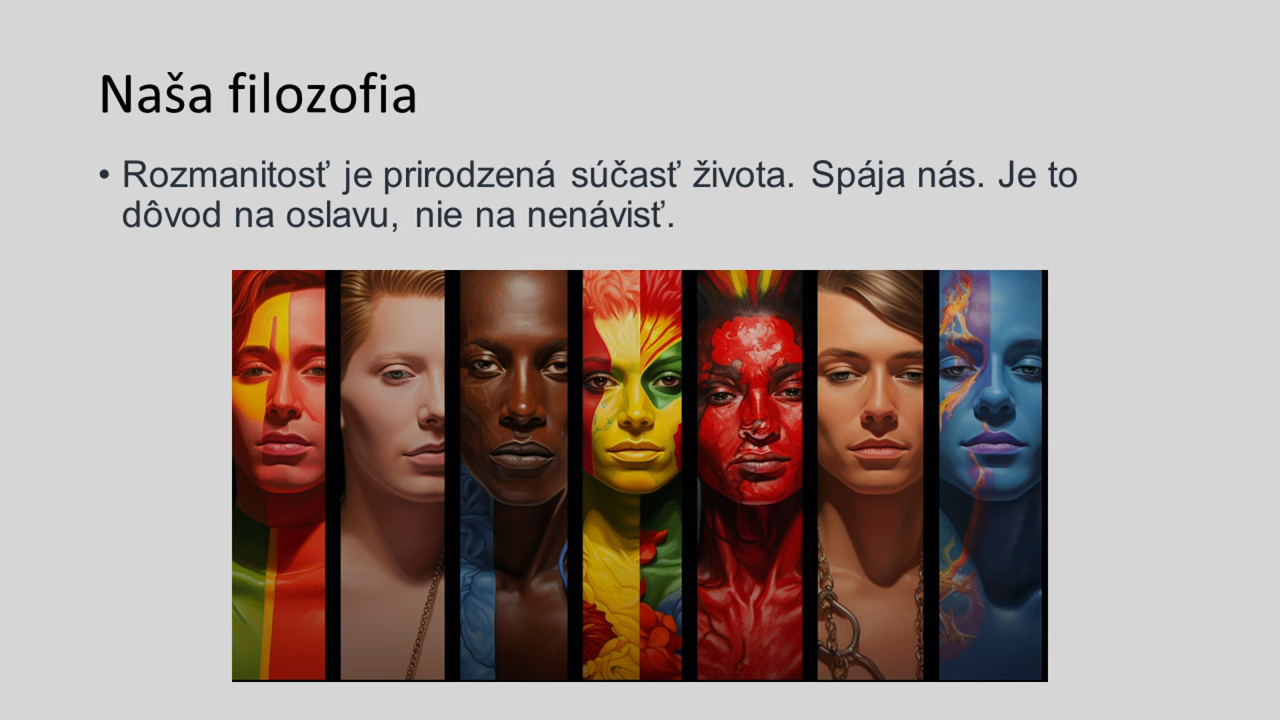 Naša filozofia
• Rozmanitosť je prirodzená súčasť života. Spája nás. Je to
dôvod na oslavu, nie na nenávisť.